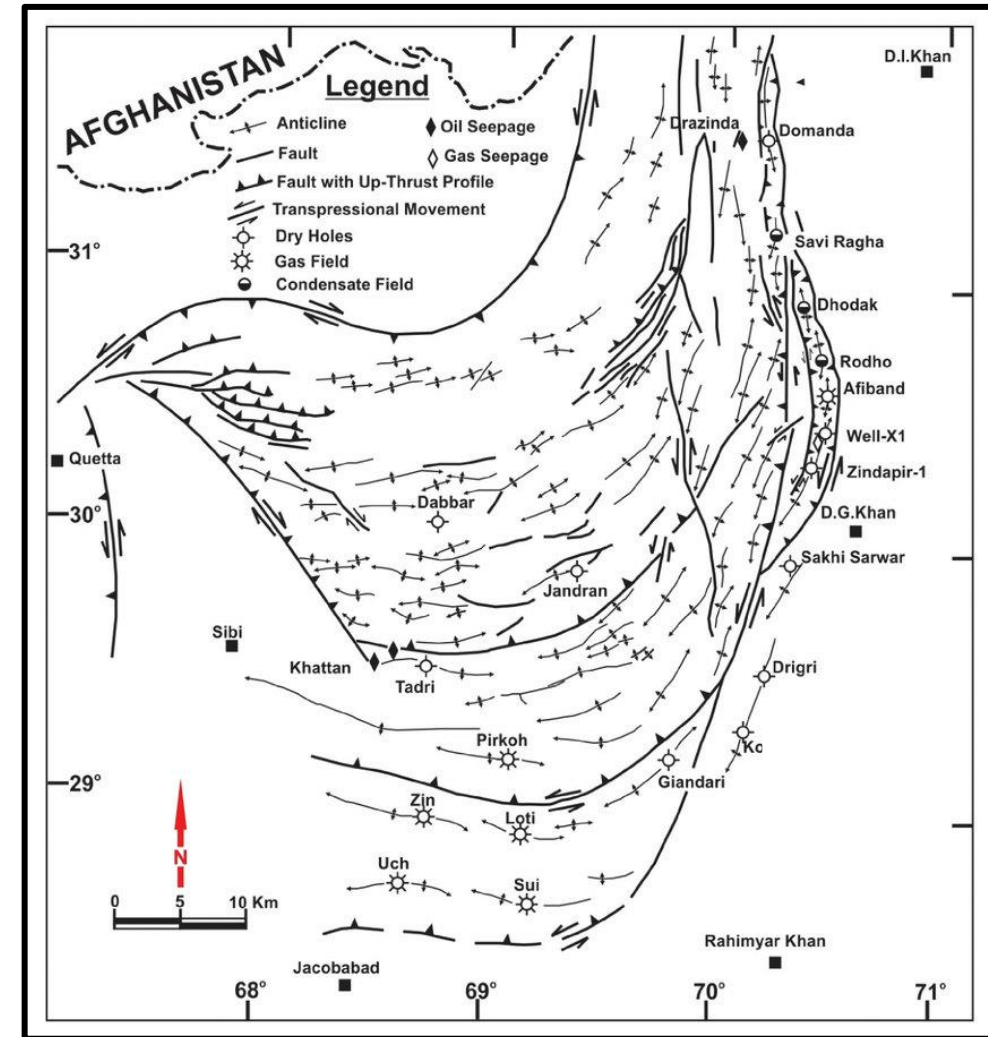 AFGHANISTAN
Legend
Anticline
Fault
Fault with Up-Thrust Profile
Transpressional Movement
Dry Holes
Gas Field
Condensate Field
Oil Seepage
Gas Seepage
D.I.Khan
Drazinda
Domanda
31°
Savi Ragha
Dhodak
Rodho
Afiband
Well-X1
Quetta
Zindapir-1
Dabbar
30°
D.G.Khan
Sakhi Sarwar
Jandran
Sibi
Khattan
Tadri
Drigri
Pirkoh
Ko
29°
Giandari
Zin
Loti
N
Uch
Sui
0 5 10 Km
Rahimyar Khan
Jacobabad
68° 69° 70° 71°